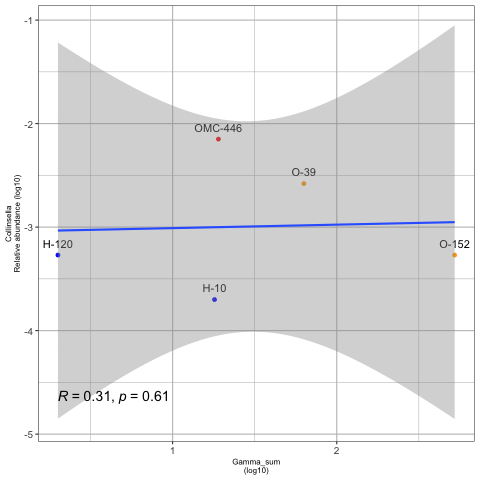 -1
-2
-3
-4
-5
OMC-446
O-39
H-120
O-152
H-10
R = 0.31, p = 0.61
1
2
Collinsella
Relative abundance (log10)
Gamma_sum
(log10)